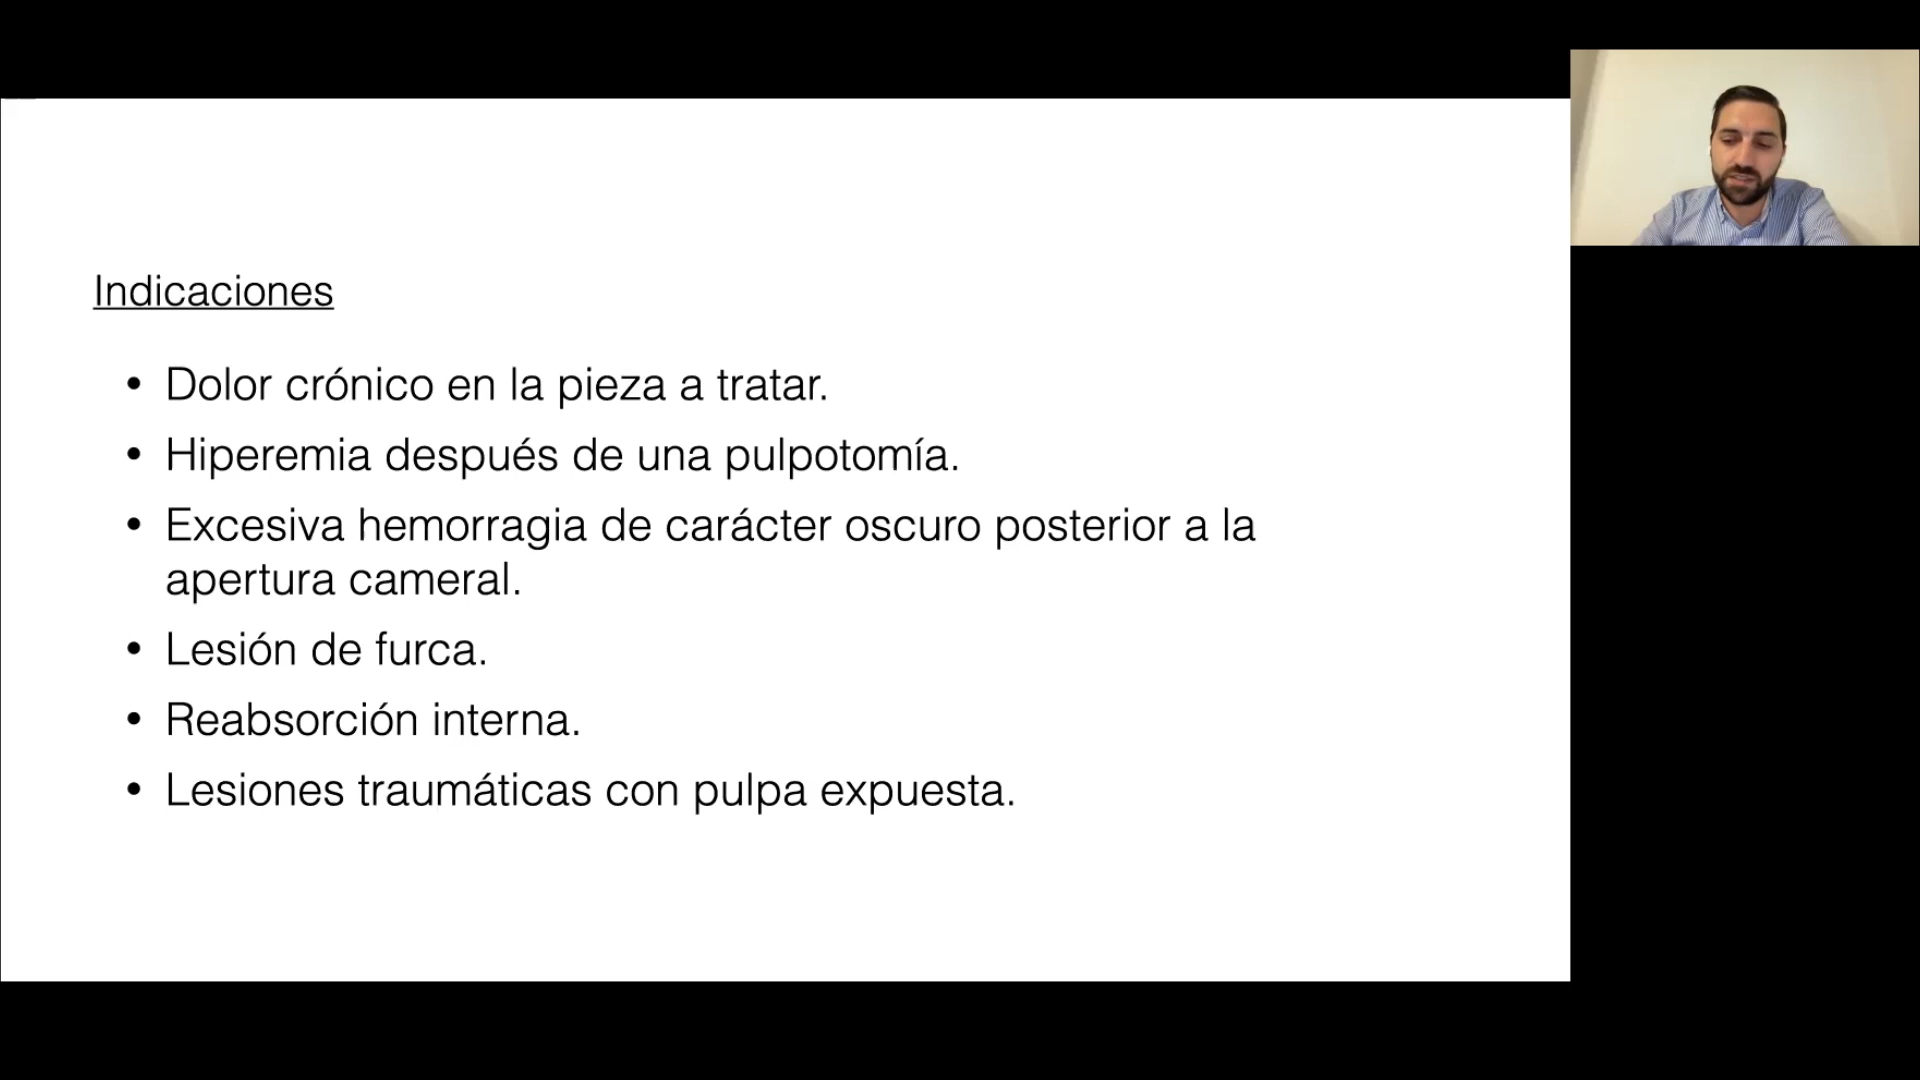 Indicaciones
• Dolor crónico en la pieza a tratar.
• Hiperemia después de una pulpotomía.
• Excesiva hemorragia de carácter oscuro posterior a la
apertura cameral.
• Lesión de furca.
• Reabsorción interna.
• Lesiones traumáticas con pulpa expuesta.